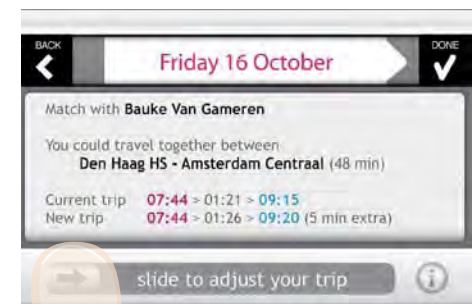 BACK
Friday 16 October
DONE
Match with Bauke Van Gameren
You could travel together between
Den Haag HS - Amsterdam Centraal (48 min)
Current trip 07:44 > 01:21 > 09:15
New trip 07:44 > 01:26 > 09:20 (5 min extra)
slide to adjust your trip
i